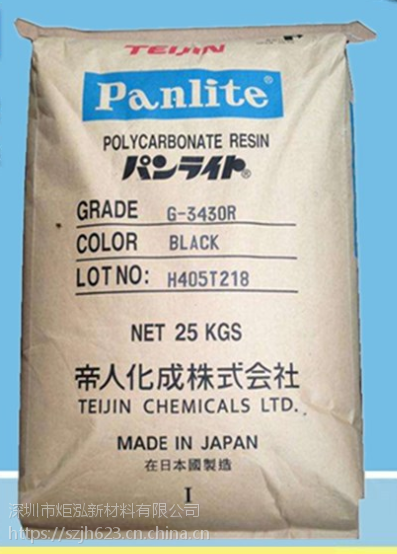 TEIJIN
Panlite®
POLYCARBONATE RESIN
パンライト®
GRADE G-3430R
COLOR BLACK
LOT NO: H405T218
NET 25 KGS
帝人化成株式会社
TEIJIN CHEMICALS LTD.
MADE IN JAPAN
在日本國製造
I
深圳市炬泓新材料有限公司
https://szjh623.cn.china.cn